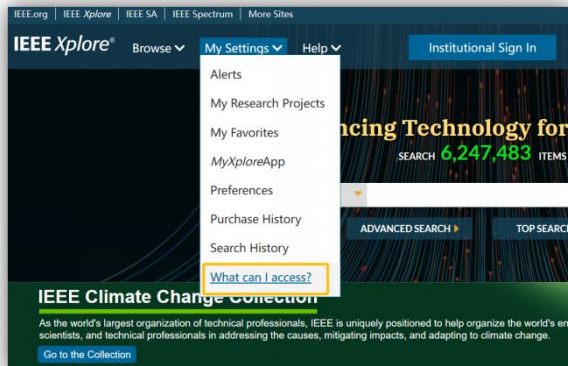 IEEE.org | IEEE Xplore | IEEE SA | IEEE Spectrum | More Sites
IEEE Xplore® Browse My Settings Help Institutional Sign In
Alerts
My Research Projects
My Favorites
MyXploreApp
Preferences
Purchase History
Search History
What can I access?
ncing Technology for
SEARCH 6,247,483 ITEMS
ADVANCED SEARCH TOP SEARC
IEEE Climate Change Collection
As the world's largest organization of technical professionals, IEEE is uniquely positioned to help organize the world's en
scientists, and technical professionals in addressing the causes, mitigating impacts, and adapting to climate change.
Go to the Collection